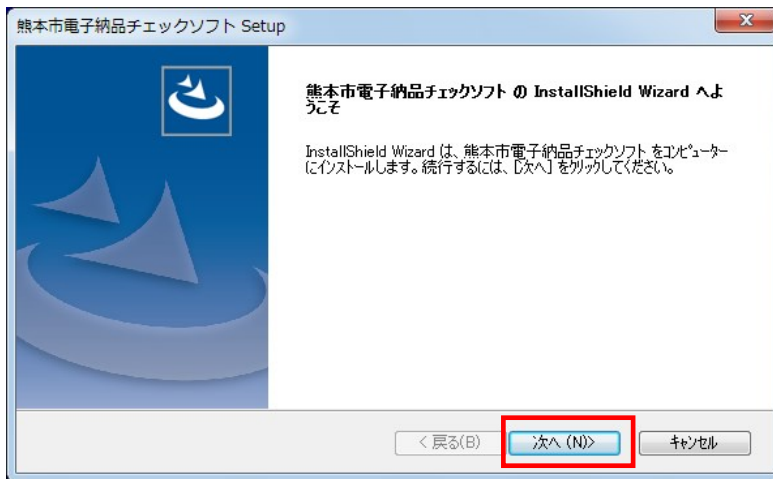 熊本市電子納品チェックソフト Setup
熊本市電子納品チェックソフト の InstallShield Wizard へよ
うこそ
InstallShield Wizard は、熊本市電子納品チェックソフト をコンピューター
にインストールします。続行するには、[次へ] をクリックしてください。
< 戻る(B) 次へ (N)> キャンセル